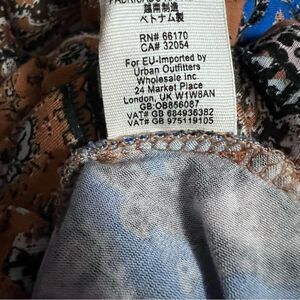 越南制造
ベトナム製
RN# 66170
CA# 32054
For EU-Imported by
Urban Outfitters
Wholesale Inc.
24 Market Place
London, UK W1W8AN
GB:OB856087
VAT# GB 684936382
VAT# GB 975119105